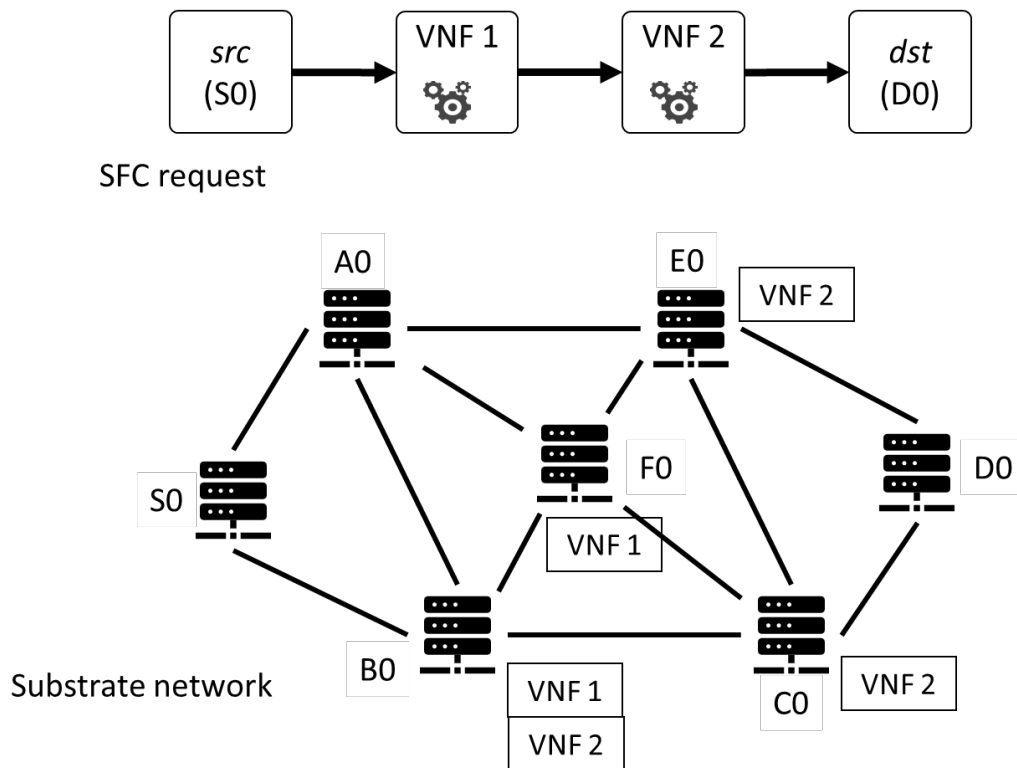 src
(S0)
VNF 1
VNF 2
dst
(D0)
SFC request
A0
E0
VNF 2
S0
F0
D0
VNF 1
B0
Substrate network
VNF 1
VNF 2
C0
VNF 2